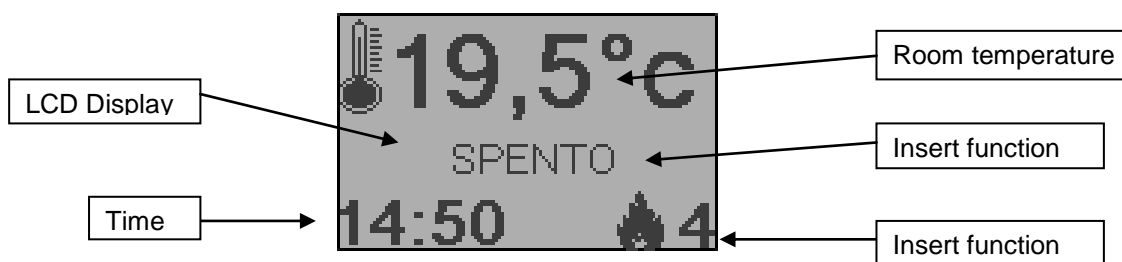 19,5°C
Room temperature
LCD Display
SPENTO
Insert function
Time
14:50
4
Insert function